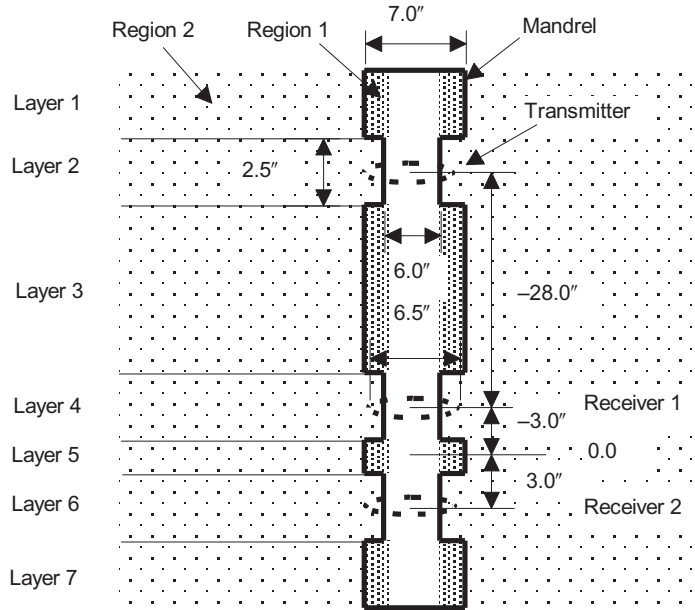 7.0″
Region 2
Region 1
Mandrel
Layer 1
Transmitter
Layer 2
2.5″
6.0″
Layer 3
–28.0″
6.5″
Layer 4
Receiver 1
–3.0″
Layer 5
0.0
3.0″
Layer 6
Receiver 2
Layer 7